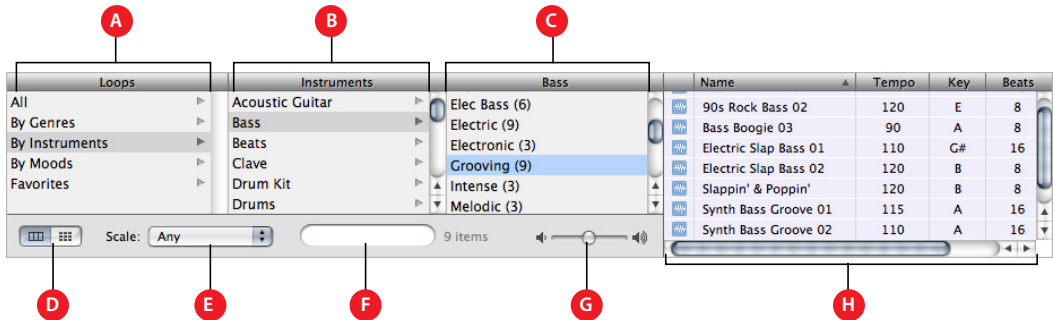 A B C
Loops Instruments Bass Name Tempo Key Beats
All Acoustic Guitar Elec Bass (6) 90s Rock Bass 02 120 E 8
By Genres Bass Electric (9) Bass Boogie 03 90 A 8
By Instruments Beats Electronic (3) Electric Slap Bass 01 110 G# 16
By Moods Clave Grooving (9) Electric Slap Bass 02 120 B 8
Favorites Drum Kit Intense (3) Slappin' & Poppin' 120 B 8
Drums Melodic (3) Synth Bass Groove 01 115 A 16
Scale: Any 9 items Synth Bass Groove 02 110 A 16
D E F G H